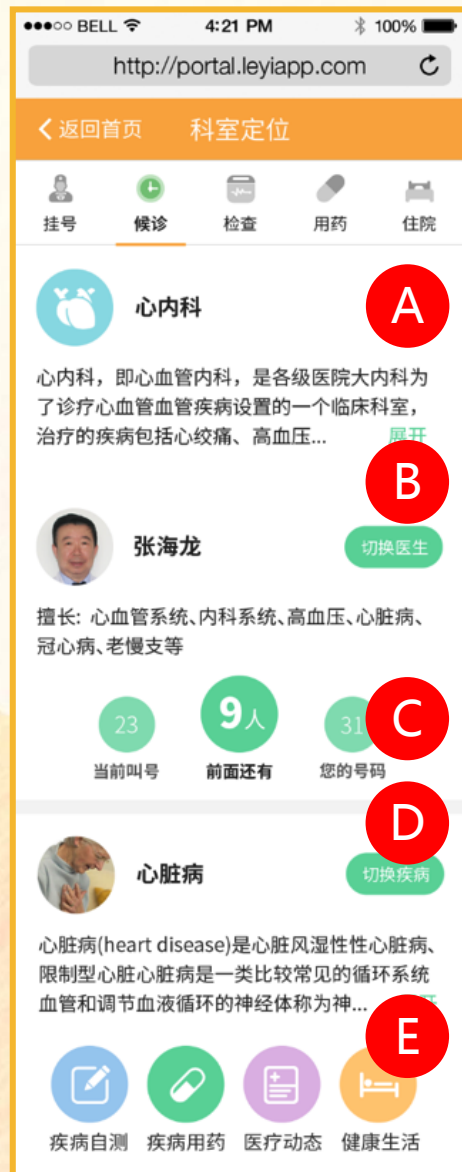 BELL 4:21 PM 100%
http://portal.leyiapp.com
返回首页 科室定位
挂号 候诊 检查 用药 住院
心内科 A
心内科，即心血管内科，是各级医院大内科为
了诊疗心血管血管疾病设置的一个临床科室，
治疗的疾病包括心绞痛、高血压... 展开
B
张海龙 切换医生
擅长: 心血管系统、内科系统、高血压、心脏病、
冠心病、老慢支等
23 9人 31 C
当前叫号 前面还有 您的号码
D
心脏病 切换疾病
心脏病(heart disease)是心脏风湿性性心脏病、
限制型心脏心脏病是一类比较常见的循环系统
血管和调节血液循环的神经体称为神... 开
E
疾病自测 疾病用药 医疗动态 健康生活